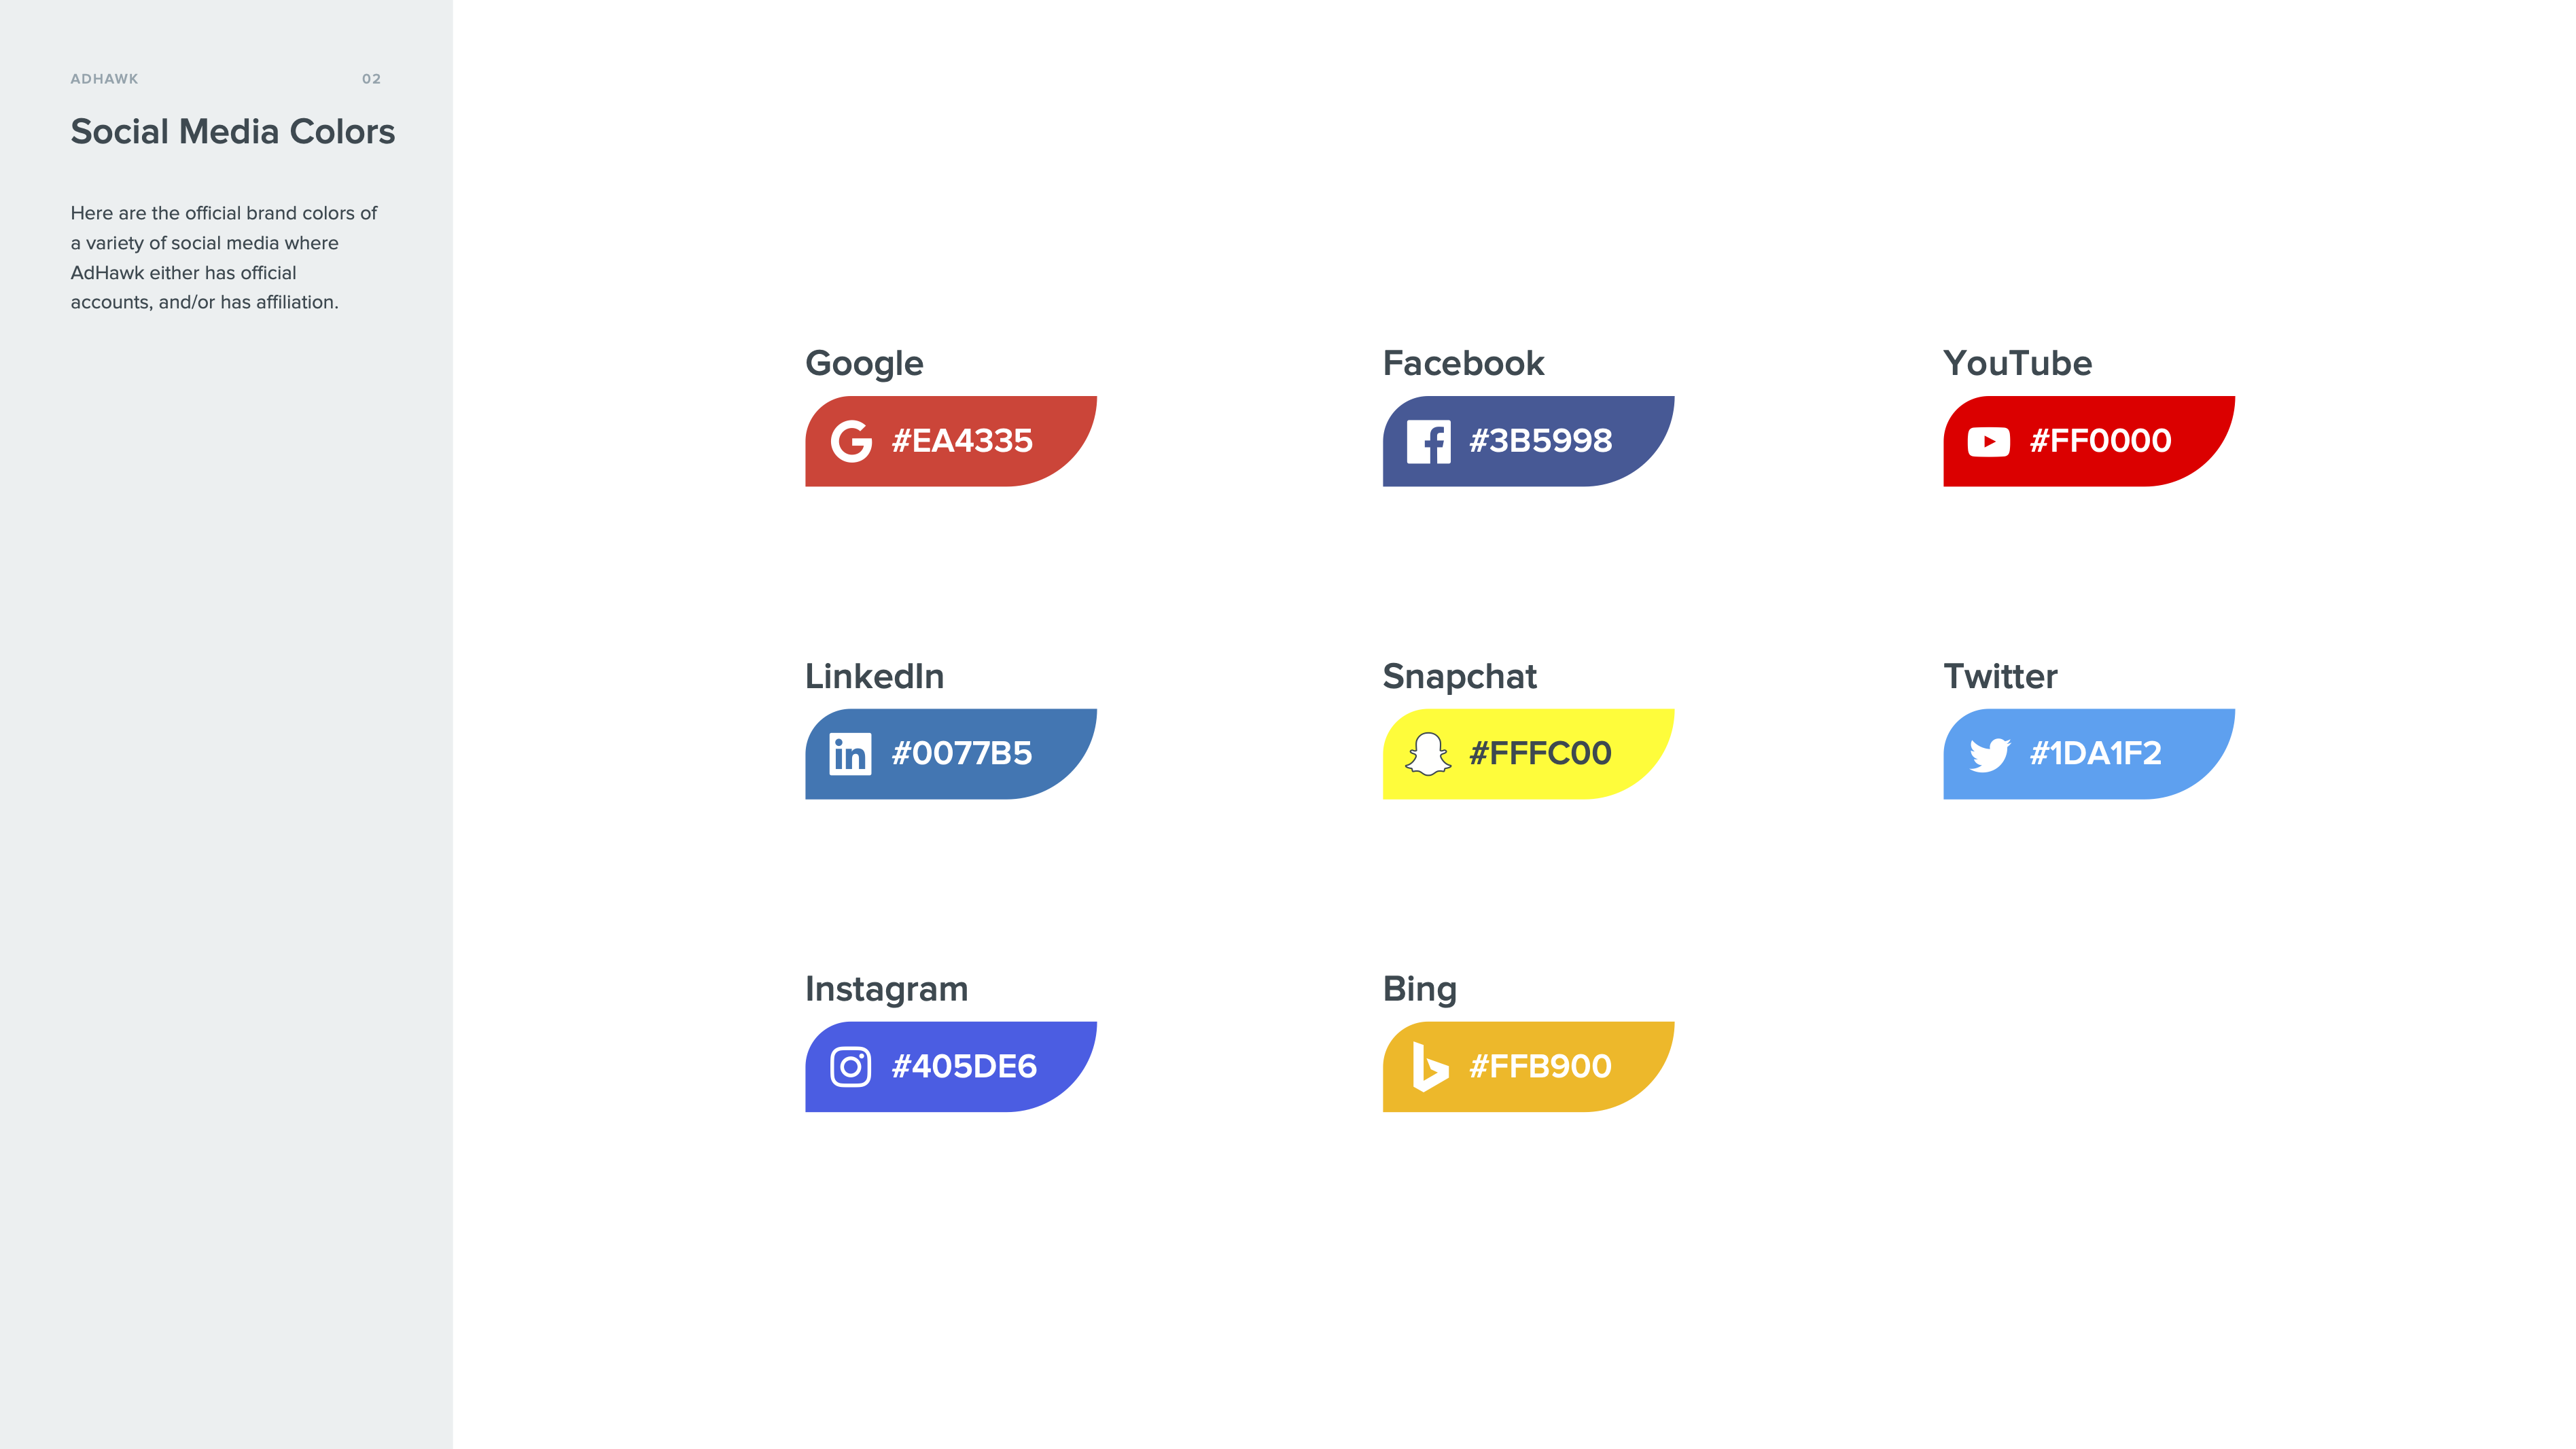 ADHAWK 02
Social Media Colors
Here are the official brand colors of
a variety of social media where
AdHawk either has official
accounts, and/or has affiliation.
Google
#EA4335
Facebook
#3B5998
YouTube
#FF0000
LinkedIn
in #0077B5
Snapchat
#FFFC00
Twitter
#1DA1F2
Instagram
#405DE6
Bing
#FFB900